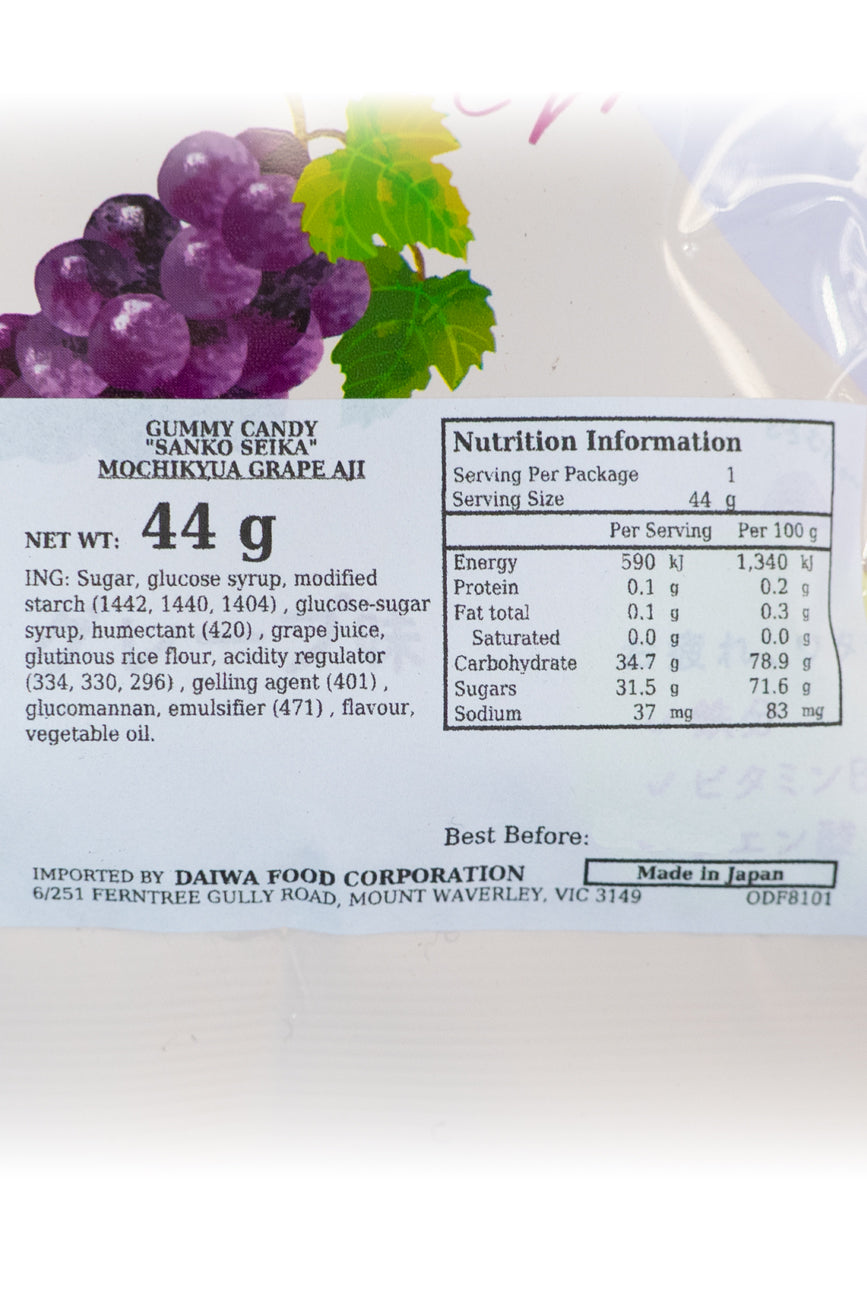 GUMMY CANDY
"SANKO SEIKA"
MOCHIKYUA GRAPE AJI
NET WT: 44 g
ING: Sugar, glucose syrup, modified
starch (1442, 1440, 1404) , glucose-sugar
syrup, humectant (420) , grape juice,
glutinous rice flour, acidity regulator
(334, 330, 296) , gelling agent (401) ,
glucomannan, emulsifier (471) , flavour,
vegetable oil.
Nutrition Information
Serving Per Package 1
Serving Size 44 g
Per Serving Per 100 g
Energy 590 kJ 1,340 kJ
Protein 0.1 g 0.2 g
Fat total 0.1 g 0.3 g
Saturated 0.0 g 0.0 g
Carbohydrate 34.7 g 78.9 g
Sugars 31.5 g 71.6 g
Sodium 37 mg 83 mg
ビタミン
Best Before:
IMPORTED BY DAIWA FOOD CORPORATION
6/251 FERNTREE GULLY ROAD, MOUNT WAVERLEY, VIC 3149
Made in Japan
ODF8101